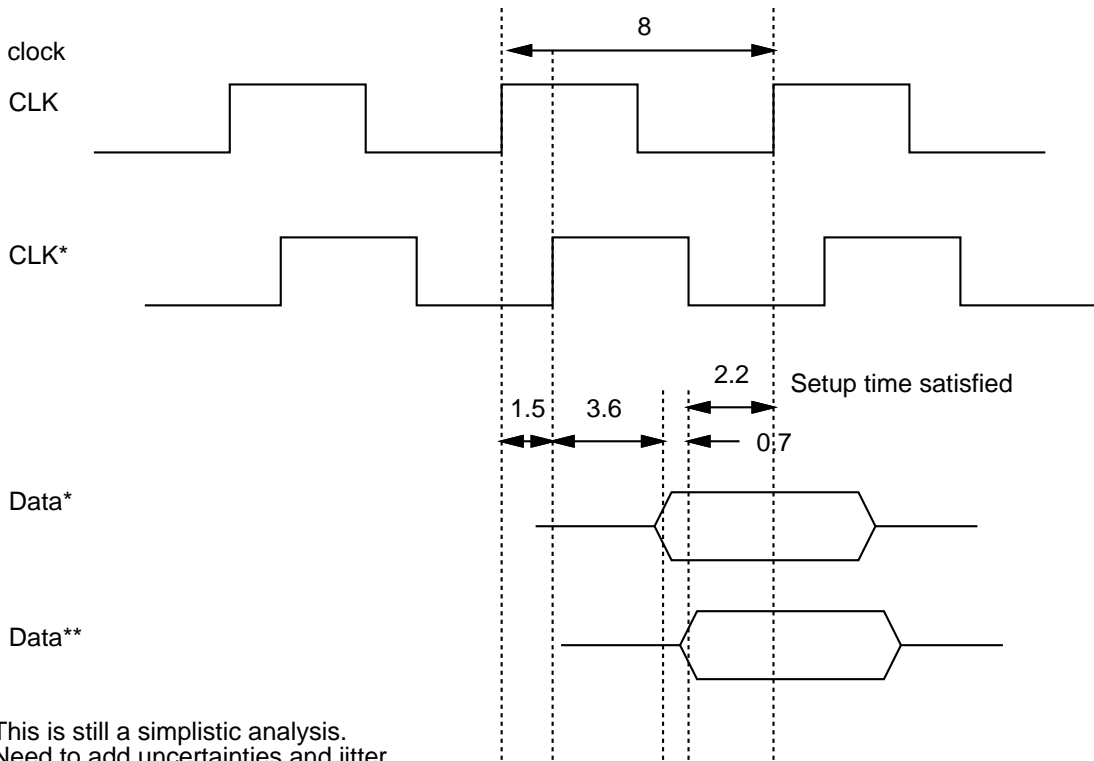 8
clock
CLK
CLK*
2.2
Setup time satisfied
1.5
3.6
0.7
Data*
Data**
This is still a simplistic analysis.
Need to add uncertainties and jitter